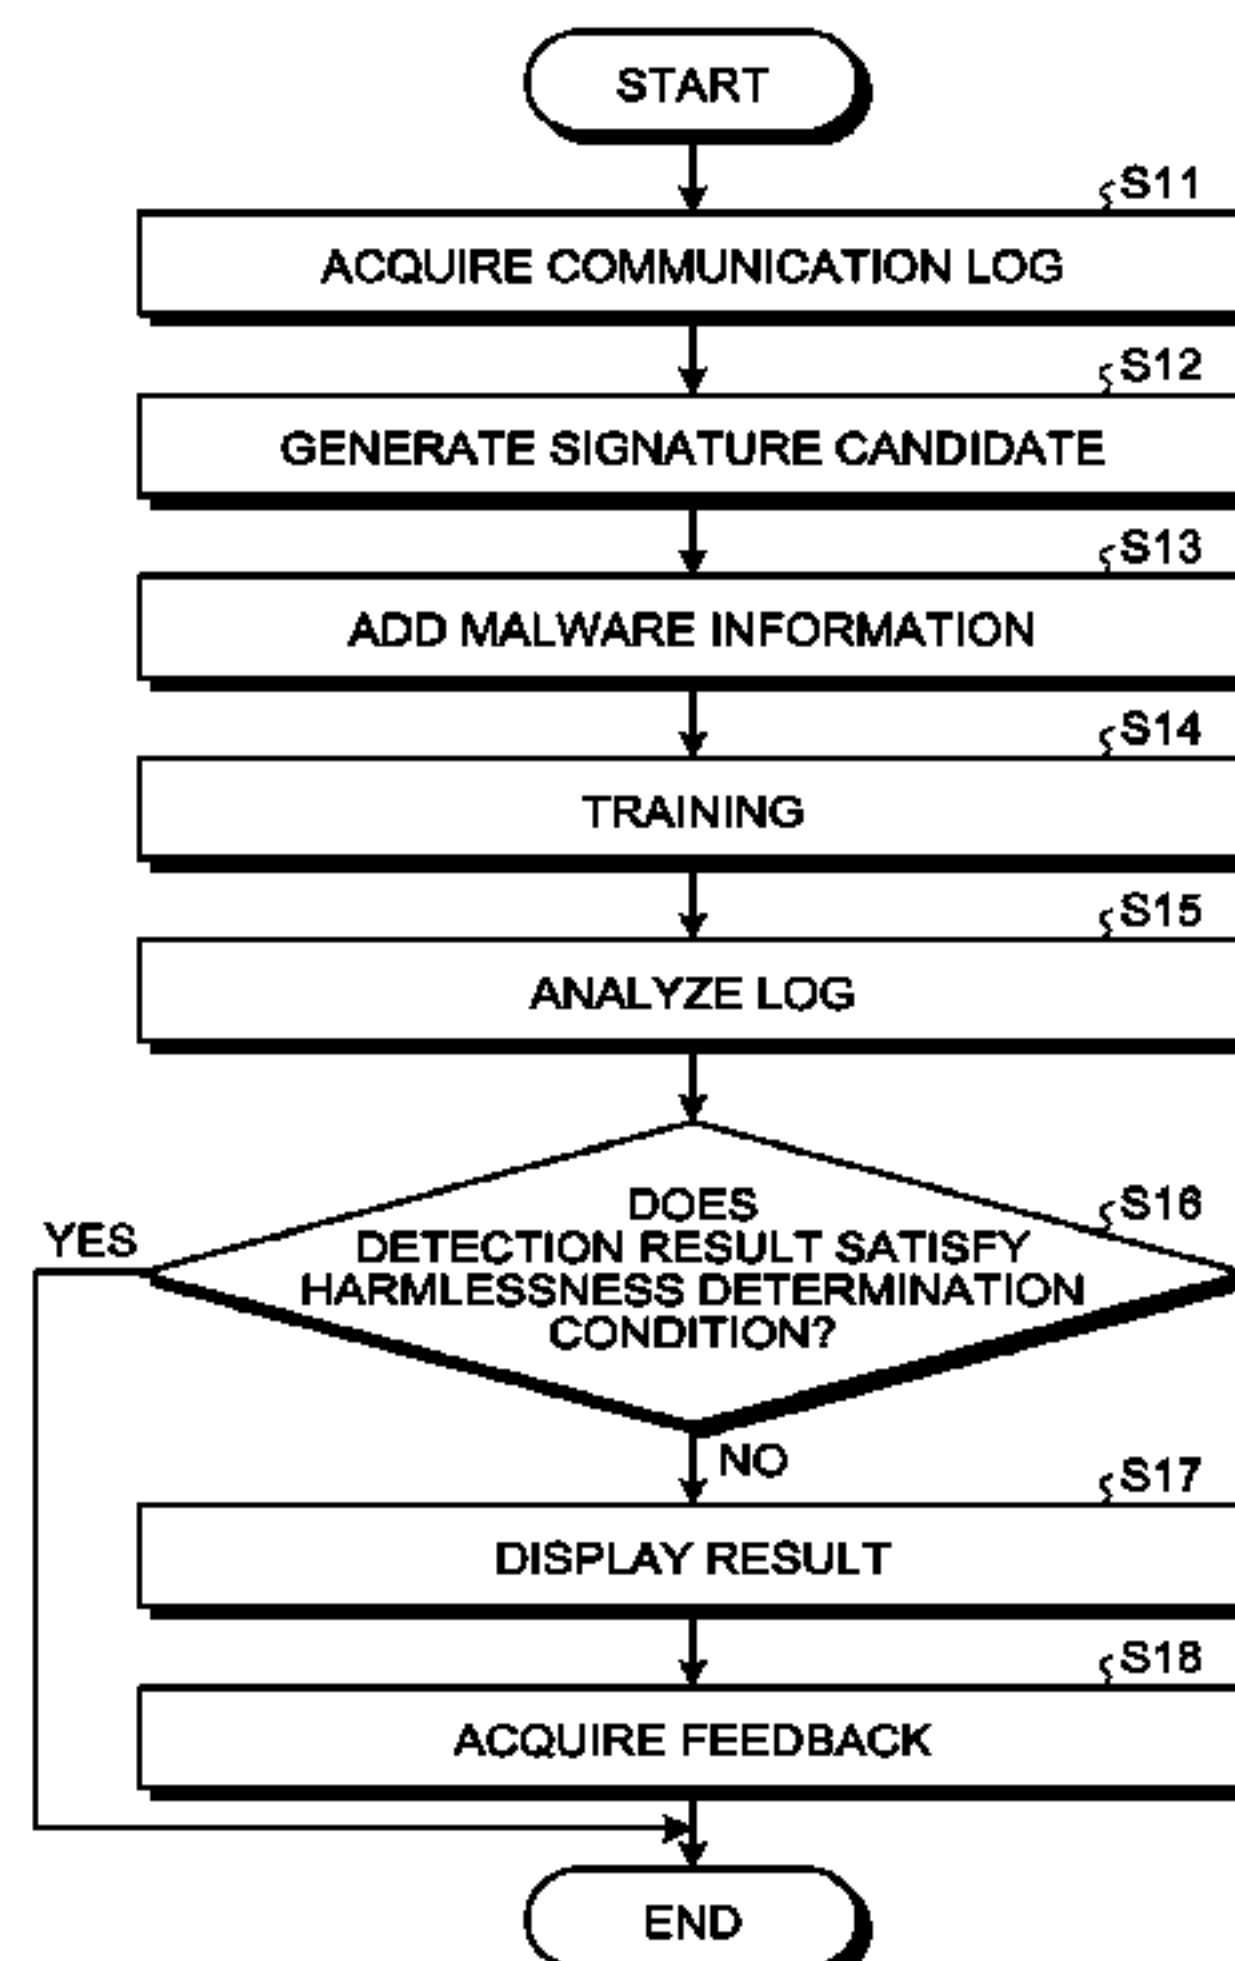 START
S11
ACQUIRE COMMUNICATION LOG
S12
GENERATE SIGNATURE CANDIDATE
S13
ADD MALWARE INFORMATION
S14
TRAINING
S15
ANALYZE LOG
S16
YES
DOES
DETECTION RESULT SATISFY
HARMLESSNESS DETERMINATION
CONDITION?
NO
S17
DISPLAY RESULT
S18
ACQUIRE FEEDBACK
END